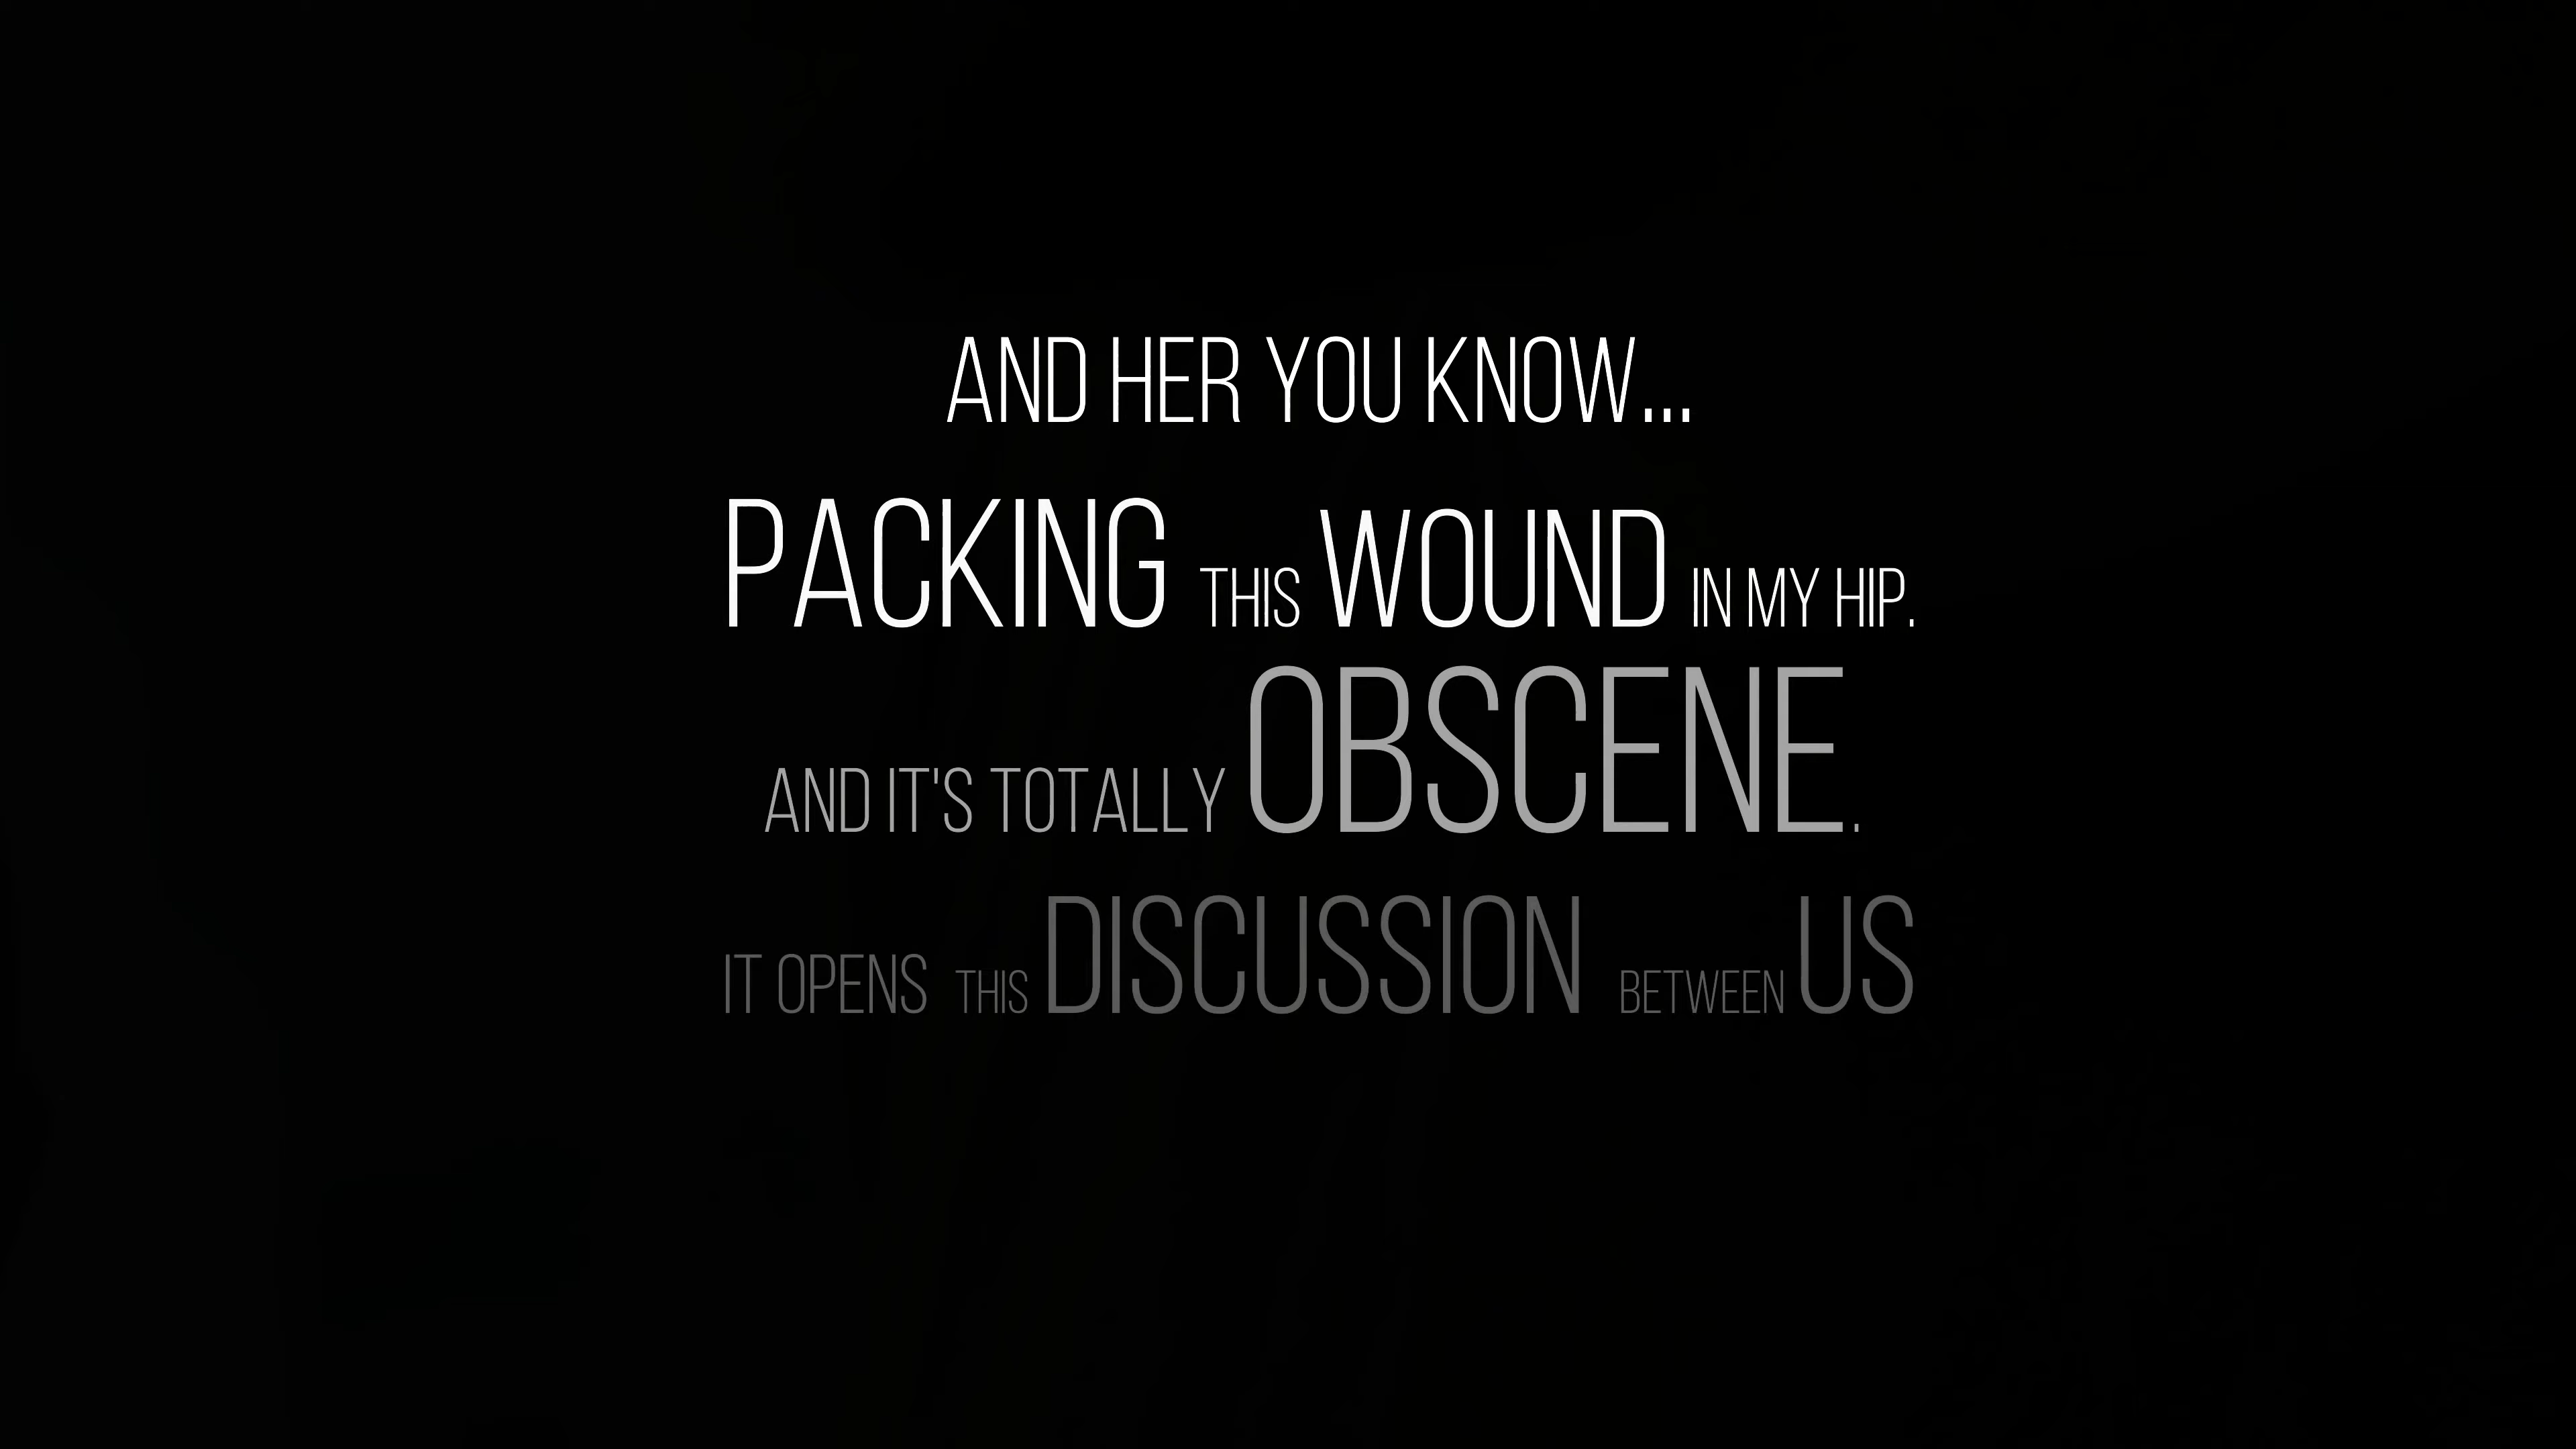 AND HER YOU KNOW...
PACKING THIS WOUND IN MY HIP.
AND IT'S TOTALLY OBSCENE.
IT OPENS THIS DISCUSSION BETWEEN US